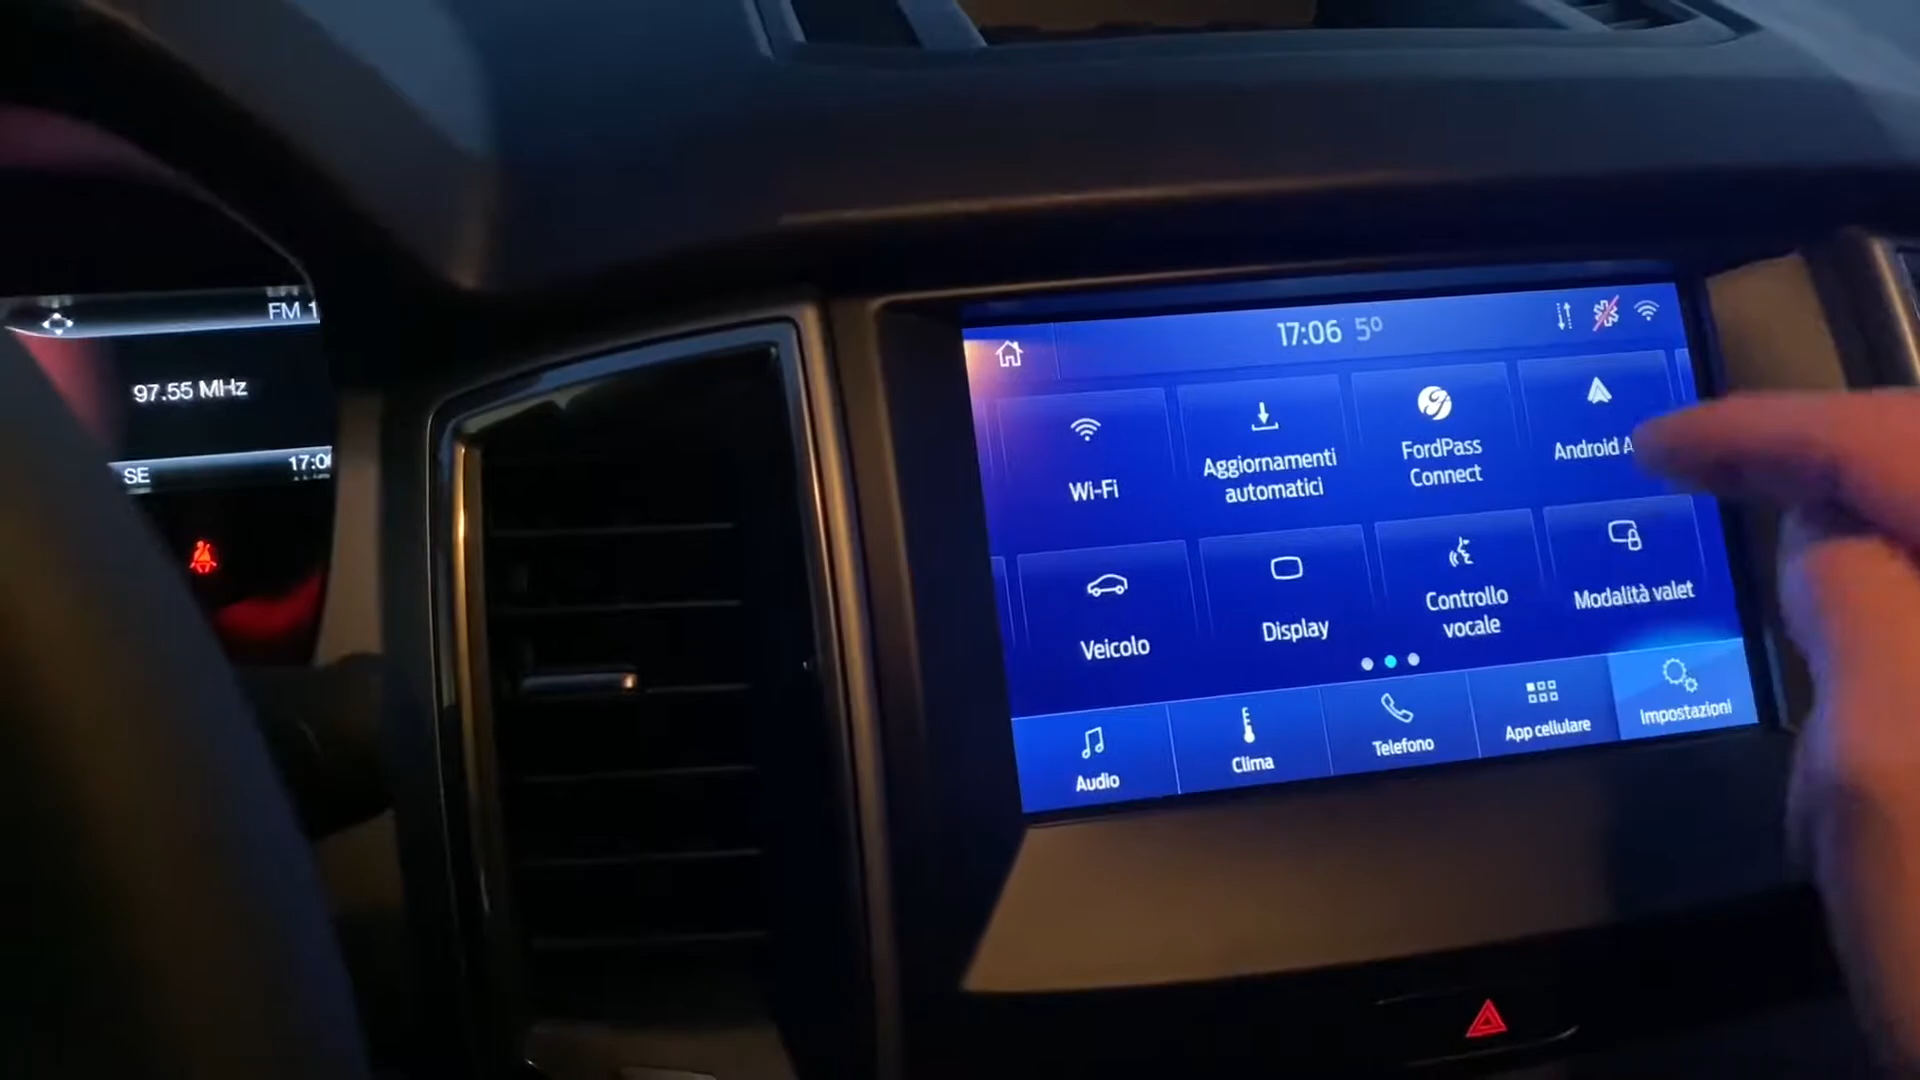 FM 1
97.55 MHz
SE
17:0
17:06 5°
Wi-Fi
Aggiornamenti
automatici
FordPass
Connect
Android A
Veicolo
Display
Controllo
vocale
Modalità valet
Audio
Clima
Telefono
App cellulare
Impostazioni